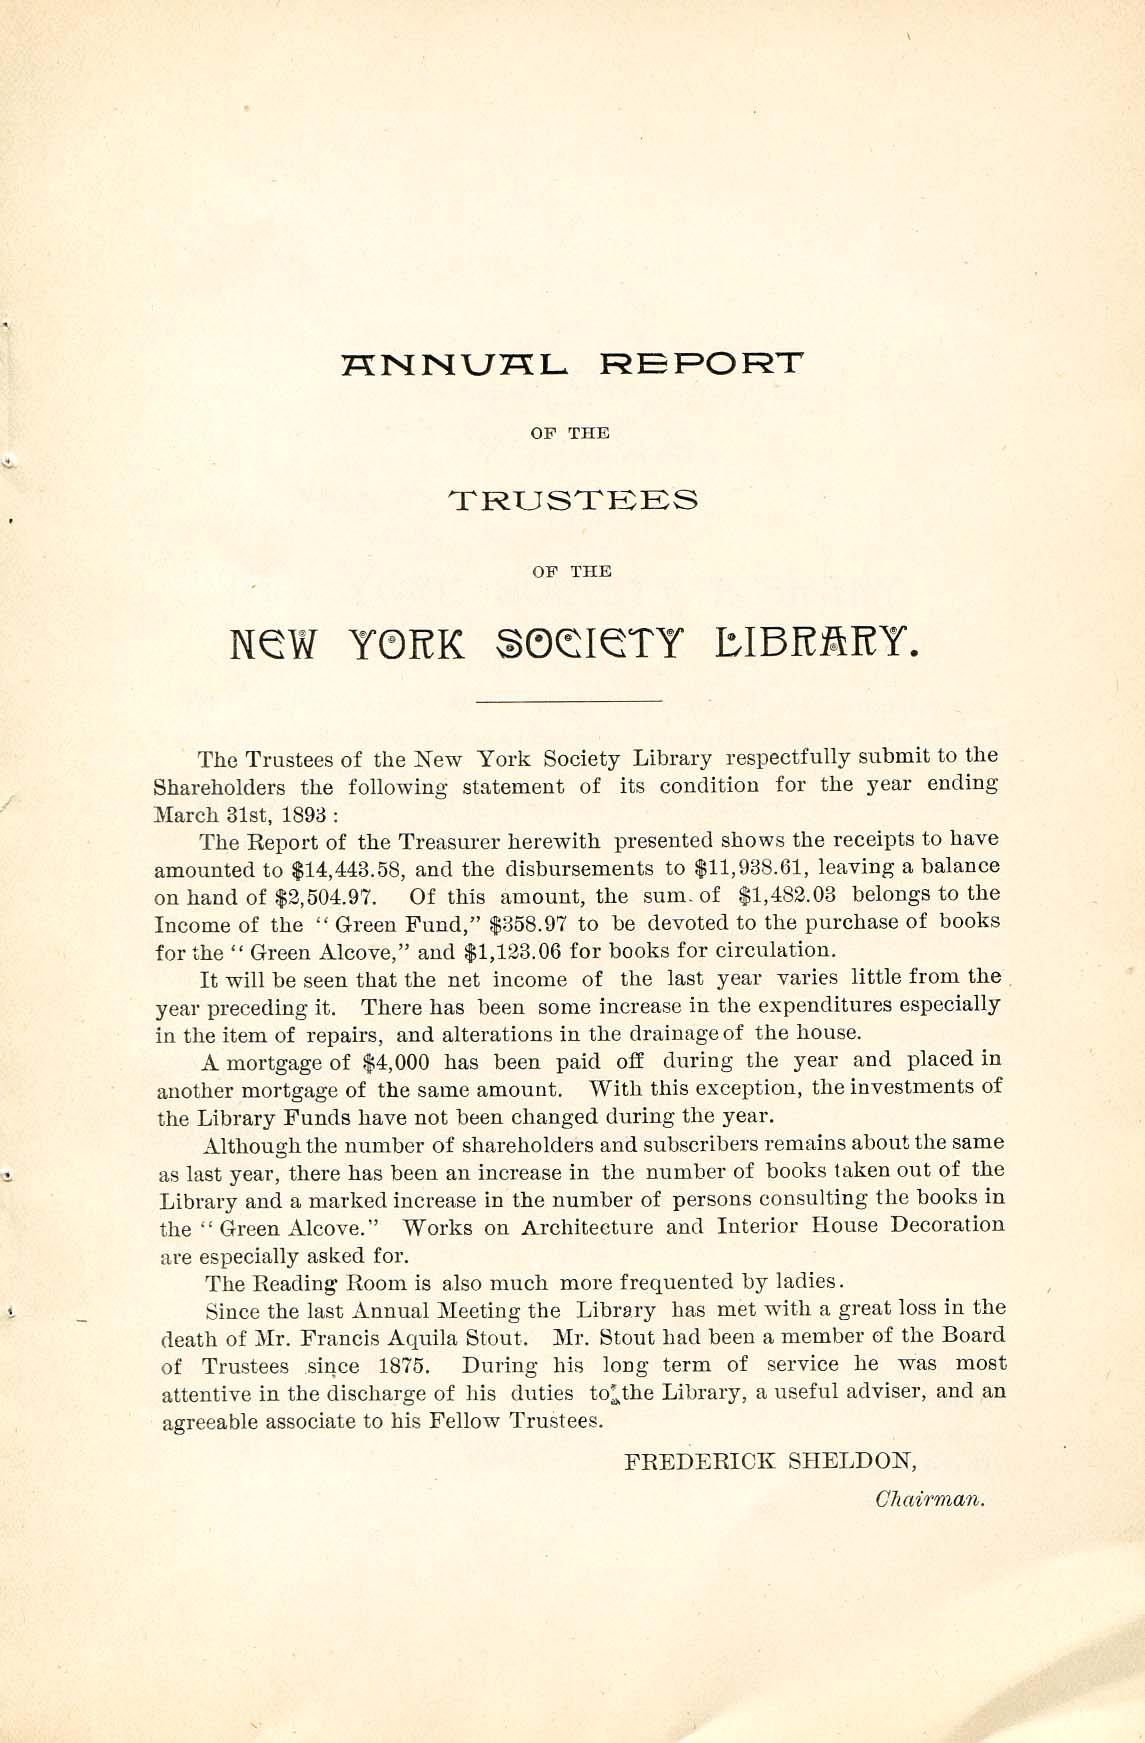 ANNUAL REPORT
OF THE
TRUSTEES
OF THE
NEW YORK SOCIETY LIBRARY.
The Trustees of the New York Society Library respectfully submit to the
Shareholders the following statement of its condition for the year ending
March 31st, 1893 :
The Report of the Treasurer herewith presented shows the receipts to have
amounted to $14,443.58, and the disbursements to $11,938.61, leaving a balance
on hand of $2,504.97. Of this amount, the sum of $1,482.03 belongs to the
Income of the “ Green Fund,” $358.97 to be devoted to the purchase of books
for the “ Green Alcove,” and $1,123.06 for books for circulation.
It will be seen that the net income of the last year varies little from the
year preceding it. There has been some increase in the expenditures especially
in the item of repairs, and alterations in the drainage of the house.
A mortgage of $4,000 has been paid off during the year and placed in
another mortgage of the same amount. With this exception, the investments of
the Library Funds have not been changed during the year.
Although the number of shareholders and subscribers remains about the same
as last year, there has been an increase in the number of books taken out of the
Library and a marked increase in the number of persons consulting the books in
the “ Green Alcove.” Works on Architecture and Interior House Decoration
are especially asked for.
The Reading Room is also much more frequented by ladies.
Since the last Annual Meeting the Library has met with a great loss in the
death of Mr. Francis Aquila Stout. Mr. Stout had been a member of the Board
of Trustees since 1875. During his long term of service he was most
attentive in the discharge of his duties to the Library, a useful adviser, and an
agreeable associate to his Fellow Trustees.
FREDERICK SHELDON,
Chairman.